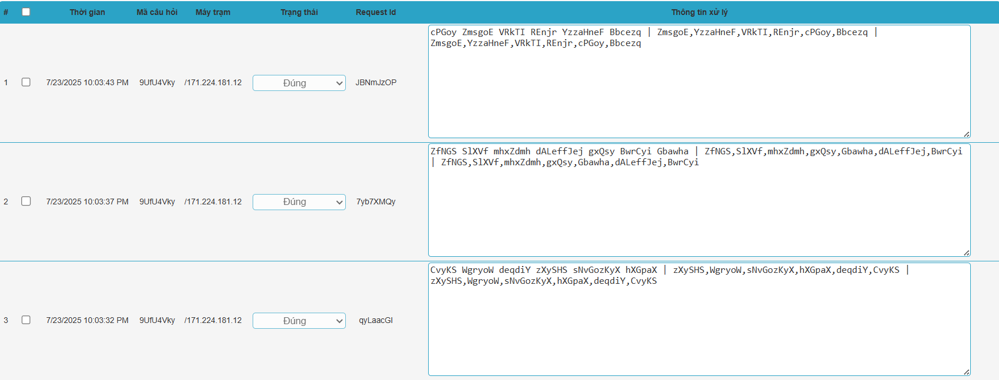 # Thời gian Mã câu hỏi Máy trạm Trạng thái Request Id Thông tin xử lý
1 7/23/2025 10:03:43 PM 9UfU4Vky /171.224.181.12 Đúng JBNmJzOP
cPGoy ZmsgoE VRkTI REnjr YzzaHneF Bbcezq | ZmsgoE,YzzaHneF,VRkTI,REnjr,cPGoy,Bbcezq |
ZmsgoE,YzzaHneF,VRkTI,REnjr,cPGoy,Bbcezq
2 7/23/2025 10:03:37 PM 9UfU4Vky /171.224.181.12 Đúng 7yb7XMQy
ZfNGS SlXVf mhxZdmh dALeffJej gxQsy BwrCyi Gbawha | ZfNGS,SlXVf,mhxZdmh,gxQsy,Gbawha,dALeffJej,BwrCyi
| ZfNGS,SlXVf,mhxZdmh,gxQsy,Gbawha,dALeffJej,BwrCyi
3 7/23/2025 10:03:32 PM 9UfU4Vky /171.224.181.12 Đúng qyLaacGI
CvyKS WgryoW deqdiY zXySHS sNvGozKyX hXGpaX | zXySHS,WgryoW,sNvGozKyX,hXGpaX,deqdiY,CvyKS |
zXySHS,WgryoW,sNvGozKyX,hXGpaX,deqdiY,CvyKS